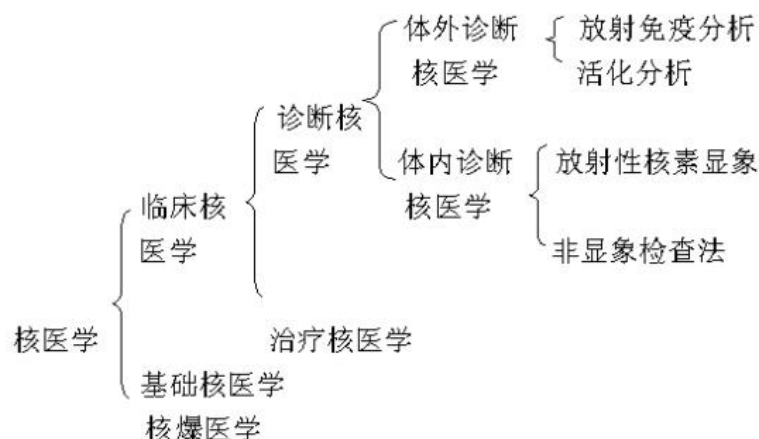 体外诊断 放射免疫分析
核医学 活化分析
诊断核
医学 体内诊断 放射性核素显象
临床核 核医学
医学 非显象检查法
核医学 治疗核医学
基础核医学
核爆医学